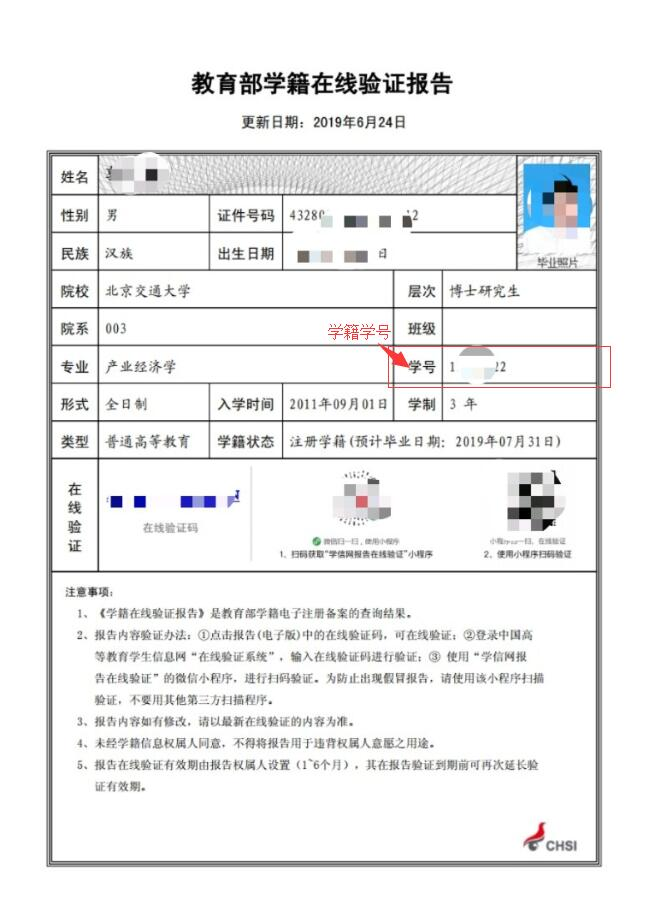 教育部学籍在线验证报告
更新日期：2019年6月24日
姓名
性别 男 证件号码 43280 12
民族 汉族 出生日期 日
毕业照片
院校 北京交通大学 层次 博士研究生
院系 003 班级
学籍学号
专业 产业经济学 学号 1 22
形式 全日制 入学时间 2011年09月01日 学制 3 年
类型 普通高等教育 学籍状态 注册学籍(预计毕业日期：2019年07月31日)
在线验证
在线验证码
微信扫一扫，使用小程序
1、扫码获取“学信网报告在线验证”小程序
扫一扫，在线验证
2、使用小程序扫码验证
注意事项：
1、《学籍在线验证报告》是教育部学籍电子注册备案的查询结果。
2、报告内容验证办法：①点击报告(电子版)中的在线验证码，可在线验证；②登录中国高
等教育学生信息网“在线验证系统”，输入在线验证码进行验证；③ 使用“学信网报
告在线验证”的微信小程序，进行扫码验证。为防止出现假冒报告，请使用该小程序扫描
验证，不要用其他第三方扫描程序。
3、报告内容如有修改，请以最新在线验证的内容为准。
4、未经学籍信息权属人同意，不得将报告用于违背权属人意愿之用途。
5、报告在线验证有效期由报告权属人设置（1~6个月），其在报告验证到期前可再次延长验
证有效期。
CHSI